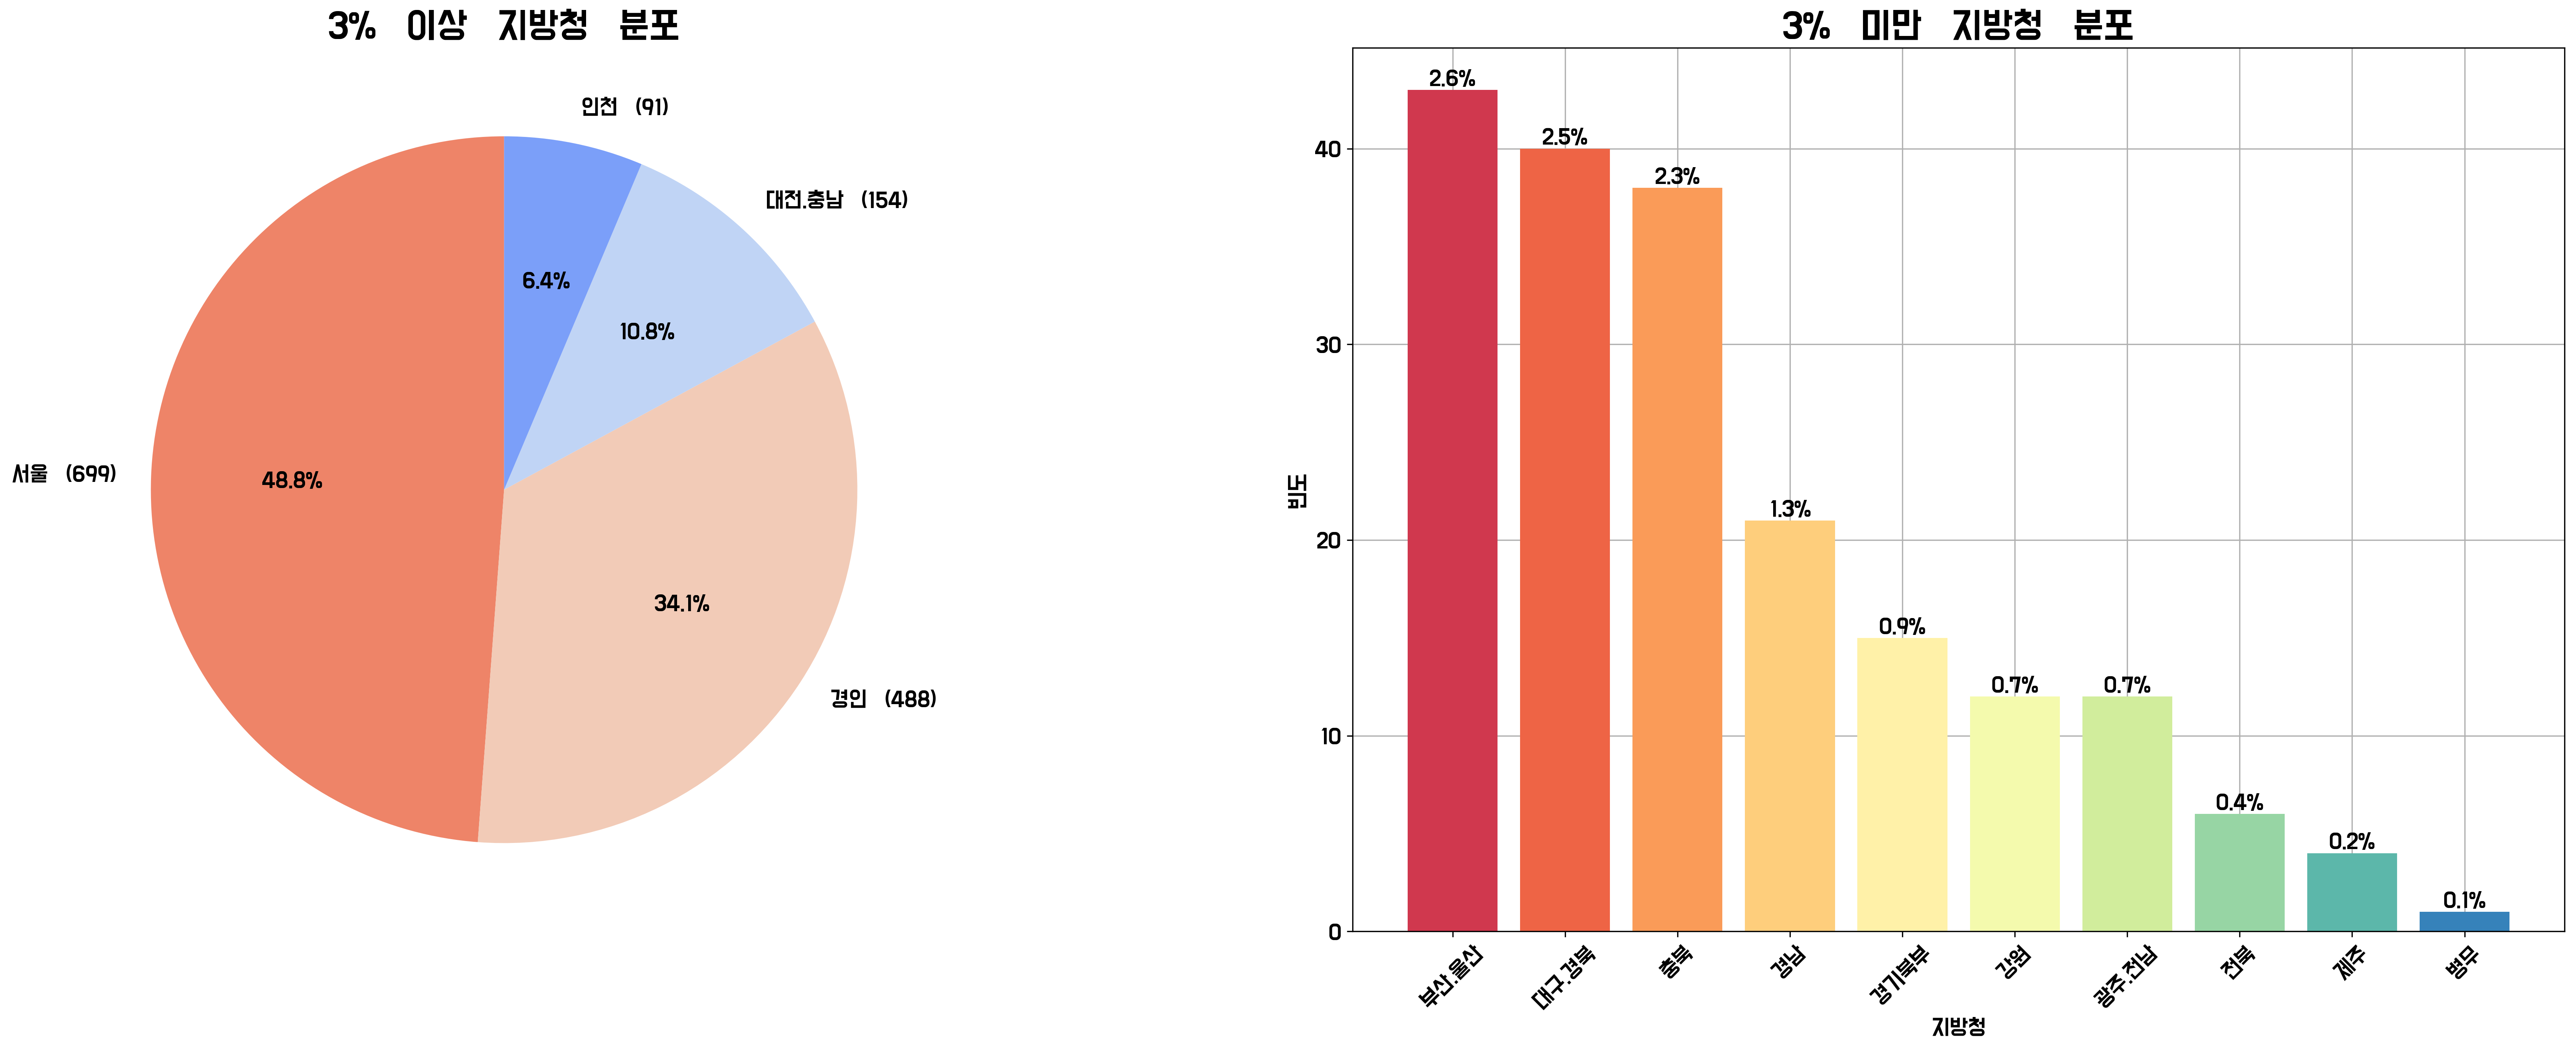 3% 이상 지방청 분포
인천 (91)
대전.충남 (154)
6.4%
10.8%
서울 (699)
48.8%
34.1%
경인 (488)
3% 미만 지방청 분포
빈도
40
30
20
10
0
2.6%
2.5%
2.3%
1.3%
0.9%
0.7%
0.7%
0.4%
0.2%
0.1%
부산.울산
대구.경북
충북
경남
경기북부
강원
광주.전남
전북
제주
병무
지방청